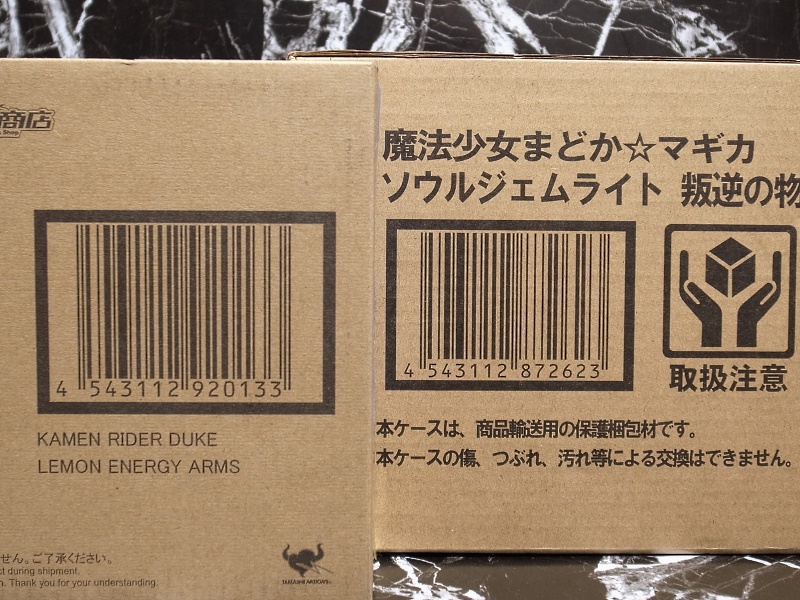 商店
Shop
4 543112 920133
KAMEN RIDER DUKE
LEMON ENERGY ARMS
せん。ご了承ください。
ct during shipment.
n. Thank you for your understanding.
TAMASHII NATIONS
魔法少女まどか☆マギカ
ソウルジェムライト 叛逆の物
4 543112 872623
取扱注意
本ケースは、商品輸送用の保護梱包材です。
本ケースの傷、つぶれ、汚れ等による交換はできません。